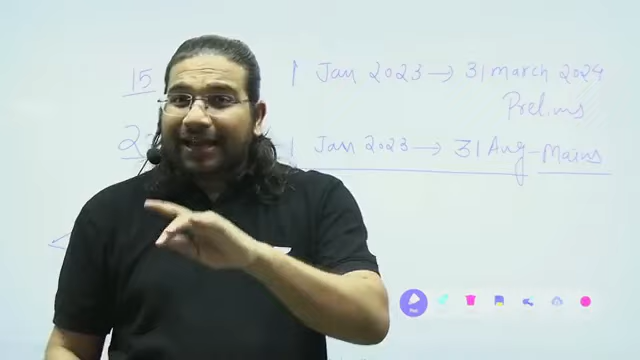 15 1 Jan 2023 → 31 march 2024
Prelims
1 Jan 2023 → 31 Aug - Mains